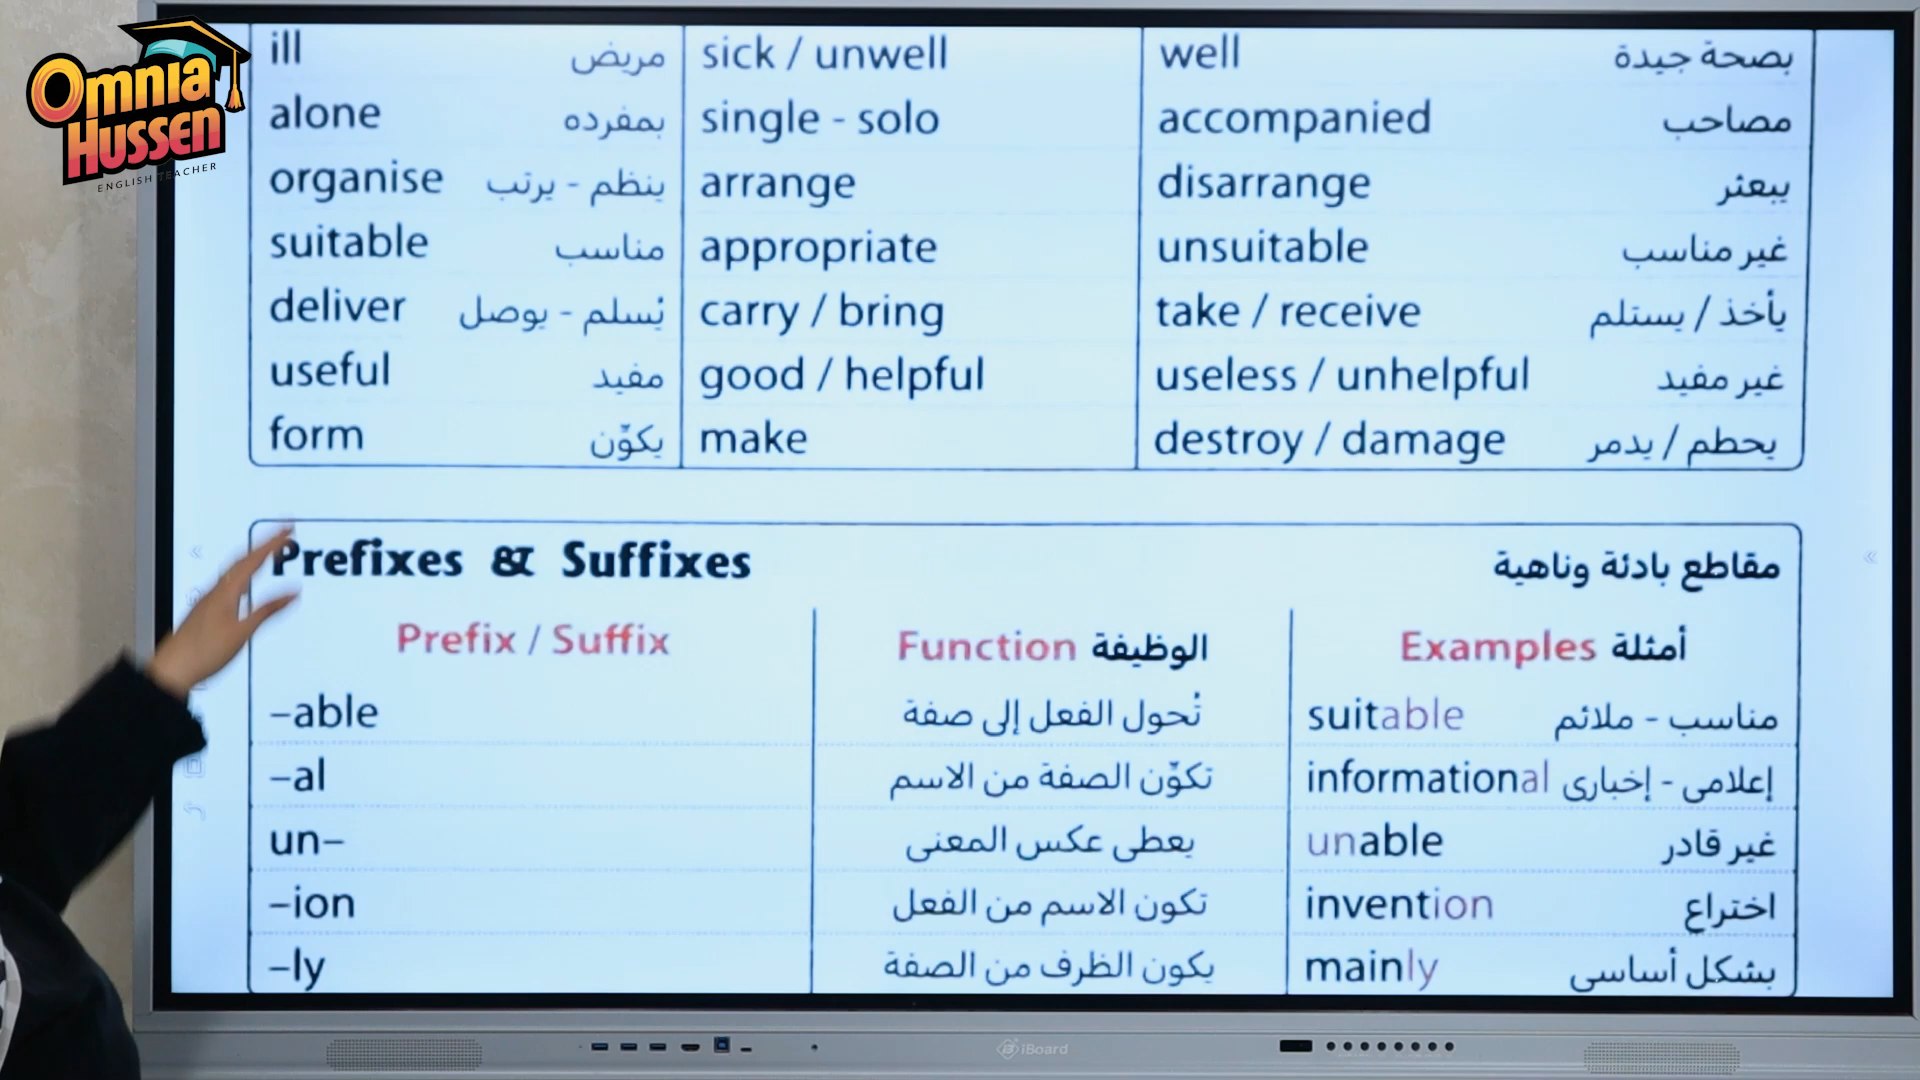 Omnia
Hussen
ENGLISH TEACHER
ill مريض sick / unwell well بصحة جيدة
alone بمفرده single - solo accompanied مصاحب
organise ينظم - يرتب arrange disarrange يبعثر
suitable مناسب appropriate unsuitable غير مناسب
deliver يُسلم - يوصل carry / bring take / receive يأخذ / يستلم
useful مفيد good / helpful useless / unhelpful غير مفيد
form يكوّن make destroy / damage يحطم / يدمر
Prefixes & Suffixes مقاطع بادئة وناهية
Prefix / Suffix Function الوظيفة Examples أمثلة
–able تُحول الفعل إلى صفة suitable مناسب - ملائم
–al تكوّن الصفة من الاسم informational إعلامى - إخبارى
un– يعطى عكس المعنى unable غير قادر
–ion تكون الاسم من الفعل invention اختراع
–ly يكون الظرف من الصفة mainly بشكل أساسى
iBoard